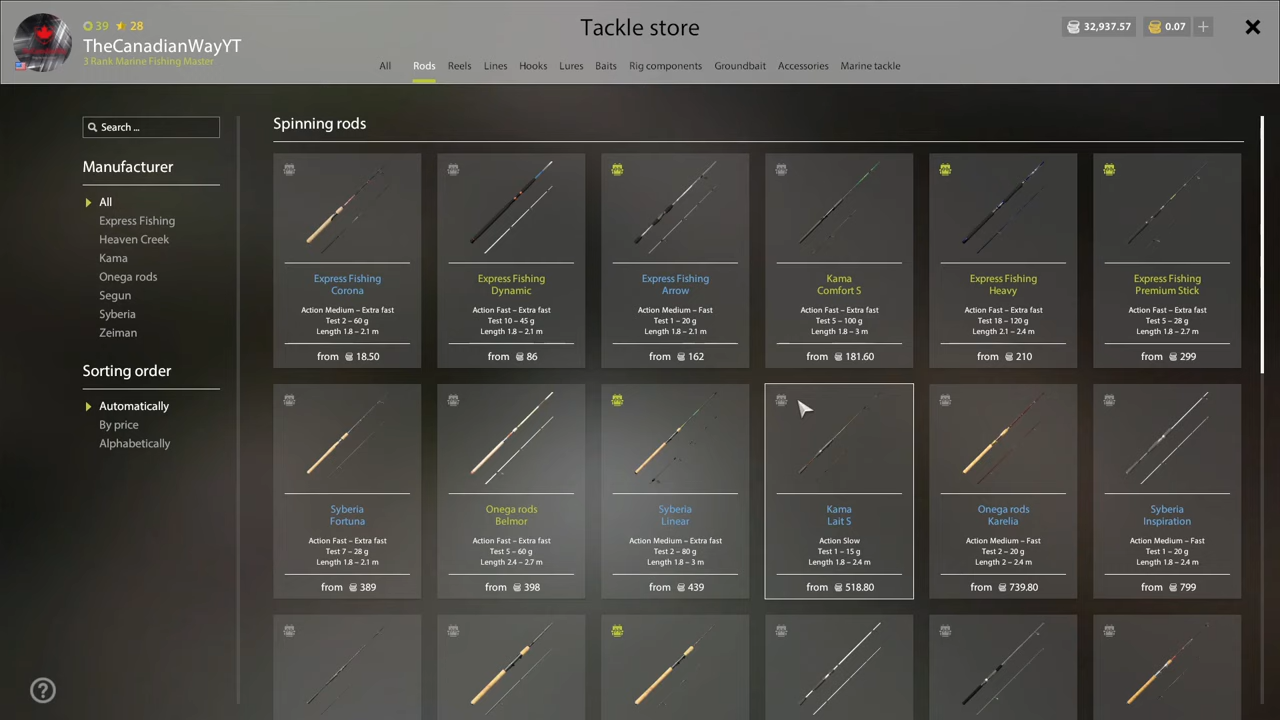 39 28
TheCanadianWayYT
3 Rank Marine Fishing Master
Tackle store
32,937.57 0.07 +
All Rods Reels Lines Hooks Lures Baits Rig components Groundbait Accessories Marine tackle
Search ...
Manufacturer
All
Express Fishing
Heaven Creek
Kama
Onega rods
Segun
Syberia
Zeiman
Sorting order
Automatically
By price
Alphabetically
Spinning rods
Express Fishing
Corona
Action Medium – Extra fast
Test 2 – 60 g
Length 1.8 – 2.1 m
from 18.50
Express Fishing
Dynamic
Action Fast – Extra fast
Test 10 – 45 g
Length 1.8 – 2.1 m
from 86
Express Fishing
Arrow
Action Medium – Fast
Test 1 – 20 g
Length 1.8 – 2.1 m
from 162
Kama
Comfort S
Action Fast – Extra fast
Test 5 – 100 g
Length 1.8 – 3 m
from 181.60
Express Fishing
Heavy
Action Fast – Extra fast
Test 18 – 120 g
Length 2.1 – 2.4 m
from 210
Express Fishing
Premium Stick
Action Fast – Extra fast
Test 5 – 28 g
Length 1.8 – 2.7 m
from 299
Syberia
Fortuna
Action Fast – Extra fast
Test 7 – 28 g
Length 1.8 – 2.1 m
from 389
Onega rods
Belmor
Action Fast – Extra fast
Test 5 – 60 g
Length 2.4 – 2.7 m
from 398
Syberia
Linear
Action Medium – Extra fast
Test 2 – 80 g
Length 1.8 – 3 m
from 439
Kama
Lait S
Action Slow
Test 1 – 15 g
Length 1.8 – 2.4 m
from 518.80
Onega rods
Karelia
Action Medium – Fast
Test 2 – 20 g
Length 2 – 2.4 m
from 739.80
Syberia
Inspiration
Action Medium – Fast
Test 1 – 20 g
Length 1.8 – 2.4 m
from 799
?